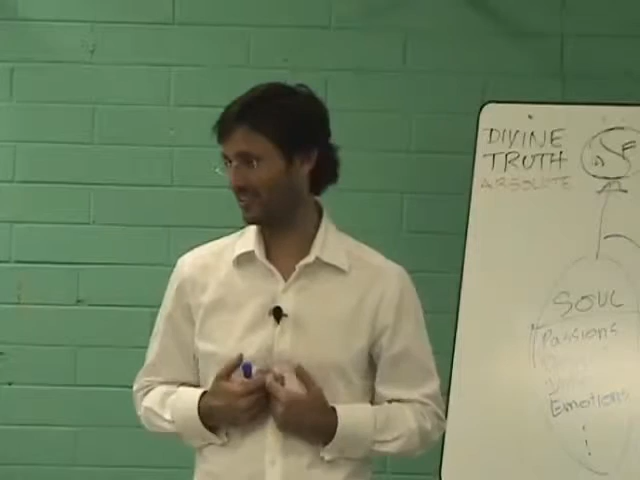 DIVINE
TRUTH
ABSOLUTE
SOUL
Passions
Emotions